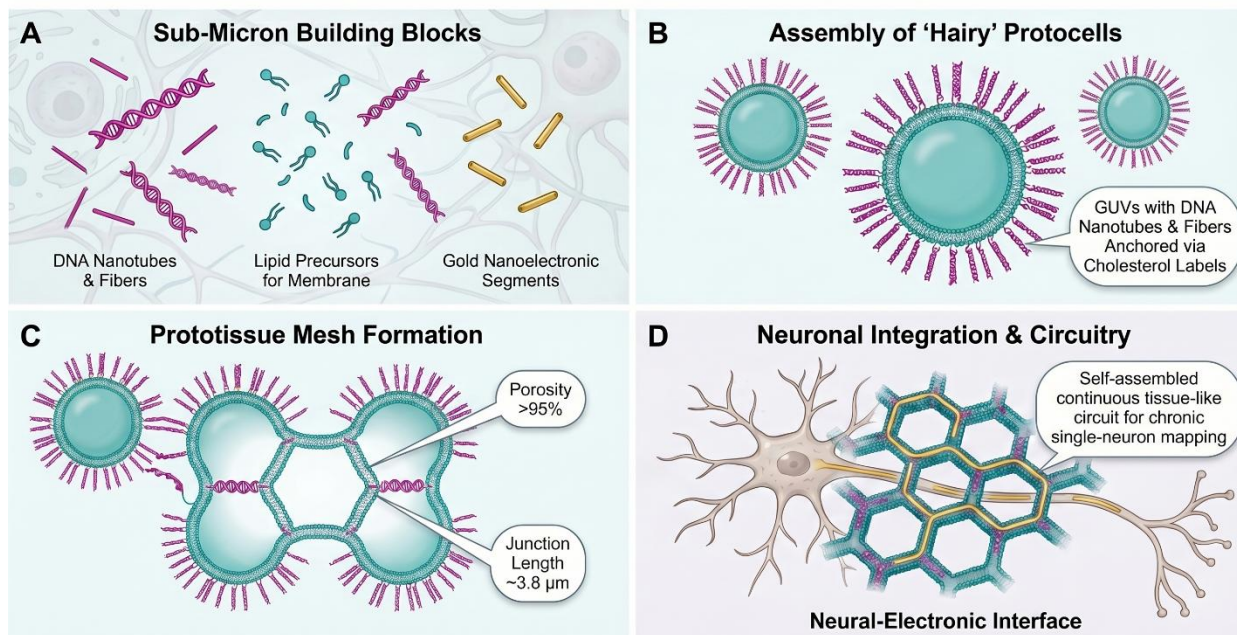 A
Sub-Micron Building Blocks
DNA Nanotubes
& Fibers
Lipid Precursors
for Membrane
Gold Nanoelectronic
Segments
B
Assembly of ‘Hairy’ Protocells
GUVs with DNA
Nanotubes & Fibers
Anchored via
Cholesterol Labels
C
Prototissue Mesh Formation
Porosity
>95%
Junction
Length
~3.8 μm
D
Neuronal Integration & Circuitry
Self-assembled
continuous tissue-like
circuit for chronic
single-neuron mapping
Neural-Electronic Interface